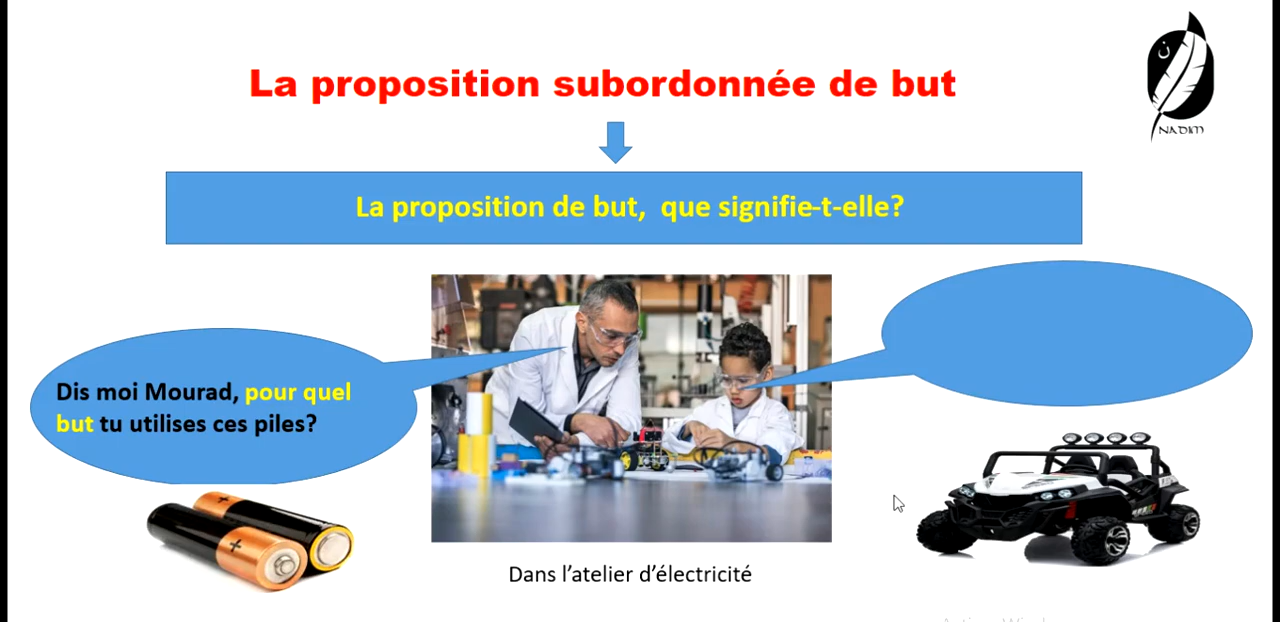 La proposition subordonnée de but
NADIM
La proposition de but, que signifie-t-elle?
Dis moi Mourad, pour quel
but tu utilises ces piles?
Dans l'atelier d'électricité